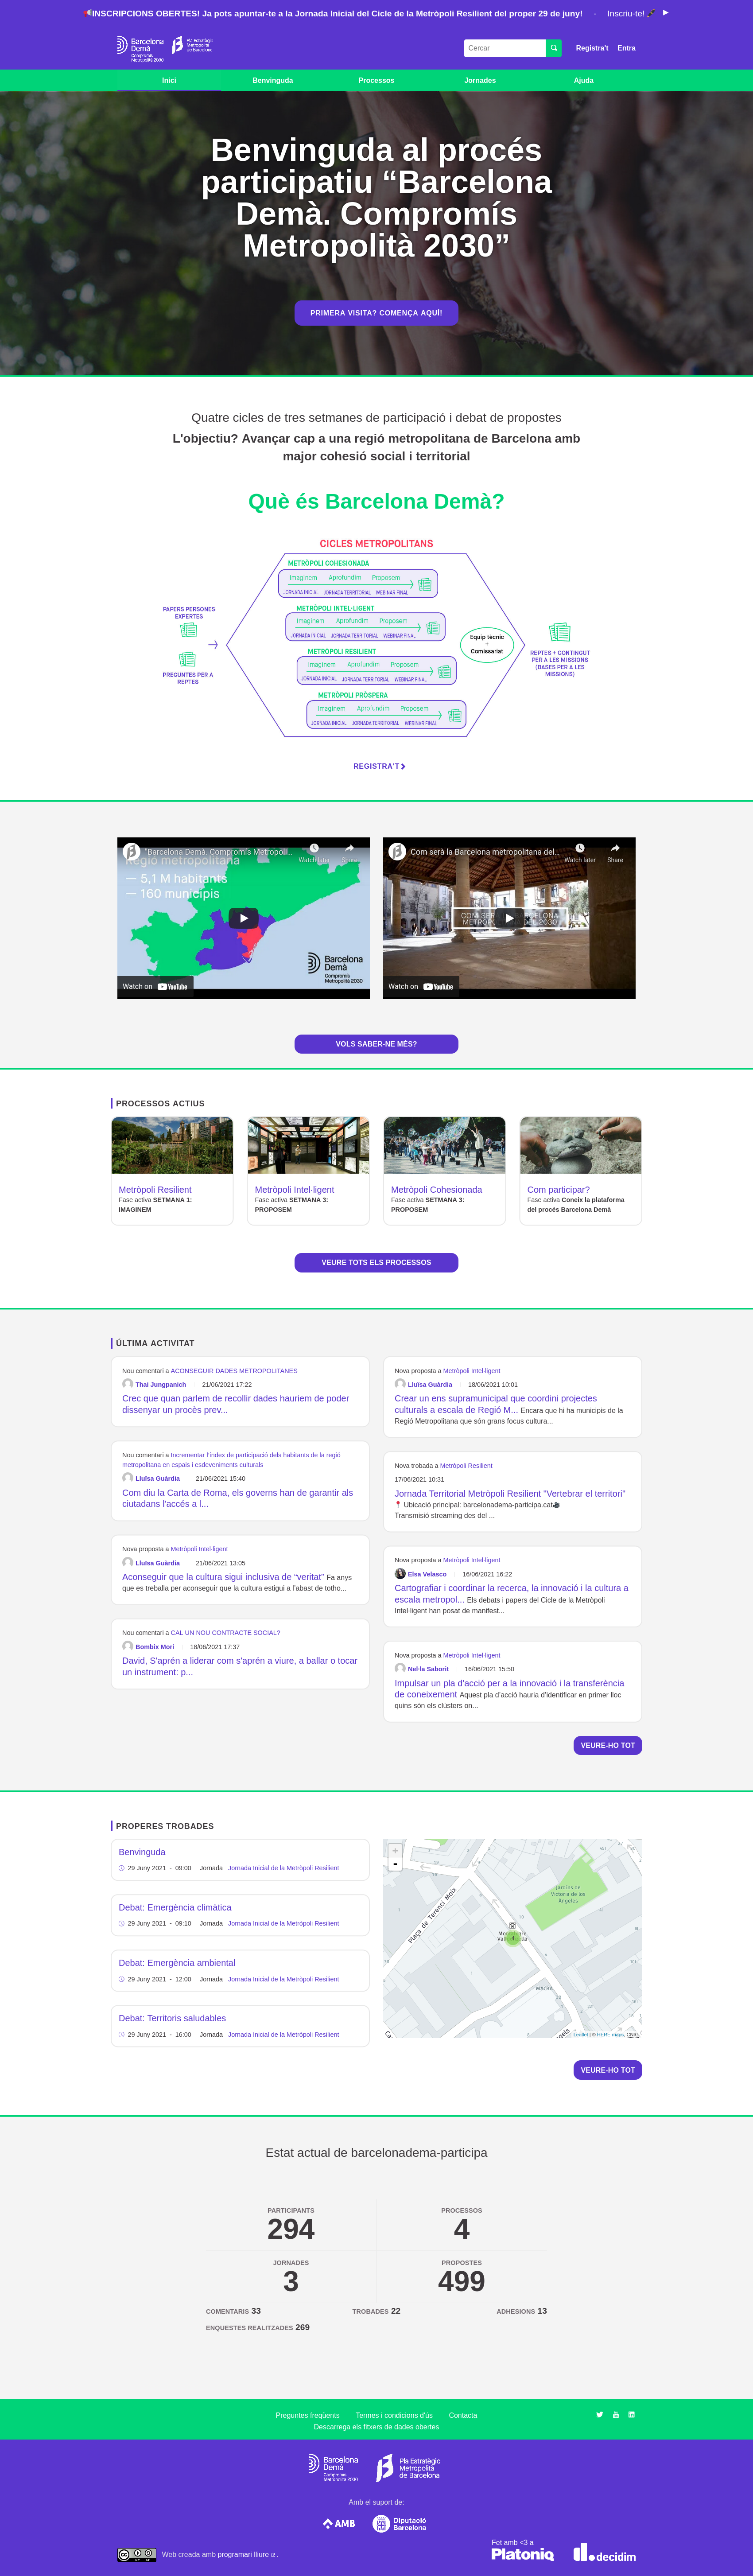 INSCRIPCIONS OBERTES! Ja pots apuntar-te a la Jornada Inicial del Cicle de la Metròpoli Resilient del proper 29 de juny! - Inscriu-te!
Barcelona
Demà
Compromís
Metropolità 2030
Pla Estratègic
Metropolità
de Barcelona
Cercar
Registra't
Entra
Inici
Benvinguda
Processos
Jornades
Ajuda
Benvinguda al procés
participatiu “Barcelona
Demà. Compromís
Metropolità 2030”
PRIMERA VISITA? COMENÇA AQUÍ!
Quatre cicles de tres setmanes de participació i debat de propostes
L'objectiu? Avançar cap a una regió metropolitana de Barcelona amb
major cohesió social i territorial
Què és Barcelona Demà?
CICLES METROPOLITANS
METRÒPOLI COHESIONADA
Imaginem Aprofundim Proposem
JORNADA INICIAL JORNADA TERRITORIAL WEBINAR FINAL
METRÒPOLI INTEL·LIGENT
Imaginem Aprofundim Proposem
JORNADA INICIAL JORNADA TERRITORIAL WEBINAR FINAL
METRÒPOLI RESILIENT
Imaginem Aprofundim Proposem
JORNADA INICIAL JORNADA TERRITORIAL WEBINAR FINAL
METRÒPOLI PRÒSPERA
Imaginem Aprofundim Proposem
JORNADA INICIAL JORNADA TERRITORIAL WEBINAR FINAL
PAPERS PERSONES
EXPERTES
PREGUNTES PER A
REPTES
Equip tècnic
+
Comissariat
REPTES + CONTINGUT
PER A LES MISSIONS
(BASES PER A LES
MISSIONS)
REGISTRA'T
"Barcelona Demà. Compromís Metropoli...
Watch later
Share
Regió metropolitana
— 5,1 M habitants
— 160 municipis
Barcelona
Demà
Compromís
Metropolità 2030
Watch on YouTube
Com serà la Barcelona metropolitana del...
Watch later
Share
COM SERÀ LA BARCELONA
METROPOLITANA DEL 2030
Watch on YouTube
VOLS SABER-NE MÉS?
PROCESSOS ACTIUS
Metròpoli Resilient
Fase activa SETMANA 1:
IMAGINEM
Metròpoli Intel·ligent
Fase activa SETMANA 3:
PROPOSEM
Metròpoli Cohesionada
Fase activa SETMANA 3:
PROPOSEM
Com participar?
Fase activa Coneix la plataforma
del procés Barcelona Demà
VEURE TOTS ELS PROCESSOS
ÚLTIMA ACTIVITAT
Nou comentari a ACONSEGUIR DADES METROPOLITANES
Thai Jungpanich 21/06/2021 17:22
Crec que quan parlem de recollir dades hauriem de poder
dissenyar un procès prev...
Nou comentari a Incrementar l’índex de participació dels habitants de la regió
metropolitana en espais i esdeveniments culturals
Lluïsa Guàrdia 21/06/2021 15:40
Com diu la Carta de Roma, els governs han de garantir als
ciutadans l'accés a l...
Nova proposta a Metròpoli Intel·ligent
Lluïsa Guàrdia 21/06/2021 13:05
Aconseguir que la cultura sigui inclusiva de “veritat” Fa anys
que es treballa per aconseguir que la cultura estigui a l’abast de totho...
Nou comentari a CAL UN NOU CONTRACTE SOCIAL?
Bombix Mori 18/06/2021 17:37
David, S'aprén a liderar com s'aprén a viure, a ballar o tocar
un instrument: p...
Nova proposta a Metròpoli Intel·ligent
Lluïsa Guàrdia 18/06/2021 10:01
Crear un ens supramunicipal que coordini projectes
culturals a escala de Regió M... Encara que hi ha municipis de la
Regió Metropolitana que són grans focus cultura...
Nova trobada a Metròpoli Resilient
17/06/2021 10:31
Jornada Territorial Metròpoli Resilient "Vertebrar el territori"
Ubicació principal: barcelonadema-participa.cat
Transmisió streaming des del ...
Nova proposta a Metròpoli Intel·ligent
Elsa Velasco 16/06/2021 16:22
Cartografiar i coordinar la recerca, la innovació i la cultura a
escala metropol... Els debats i papers del Cicle de la Metròpoli
Intel·ligent han posat de manifest...
Nova proposta a Metròpoli Intel·ligent
Nel·la Saborit 16/06/2021 15:50
Impulsar un pla d'acció per a la innovació i la transferència
de coneixement Aquest pla d'acció hauria d'identificar en primer lloc
quins són els clústers on...
VEURE-HO TOT
PROPERES TROBADES
Benvinguda
29 Juny 2021 - 09:00 Jornada Jornada Inicial de la Metròpoli Resilient
Debat: Emergència climàtica
29 Juny 2021 - 09:10 Jornada Jornada Inicial de la Metròpoli Resilient
Debat: Emergència ambiental
29 Juny 2021 - 12:00 Jornada Jornada Inicial de la Metròpoli Resilient
Debat: Territoris saludables
29 Juny 2021 - 16:00 Jornada Jornada Inicial de la Metròpoli Resilient
+
-
Jardins de
Victoria de los
Ángeles
Plaça de Terenci Moix
4
MACBA
Leaflet | © HERE maps, CNIG
VEURE-HO TOT
Estat actual de barcelonadema-participa
PARTICIPANTS
294
PROCESSOS
4
JORNADES
3
PROPOSTES
499
COMENTARIS 33
TROBADES 22
ADHESIONS 13
ENQUESTES REALITZADES 269
Preguntes freqüents
Termes i condicions d'ús
Contacta
Descarrega els fitxers de dades obertes
Barcelona
Demà
Compromís
Metropolità 2030
Pla Estratègic
Metropolità
de Barcelona
Amb el suport de:
AMB
Diputació
Barcelona
Web creada amb programari lliure.
Fet amb <3 a
Platoniq
decidim